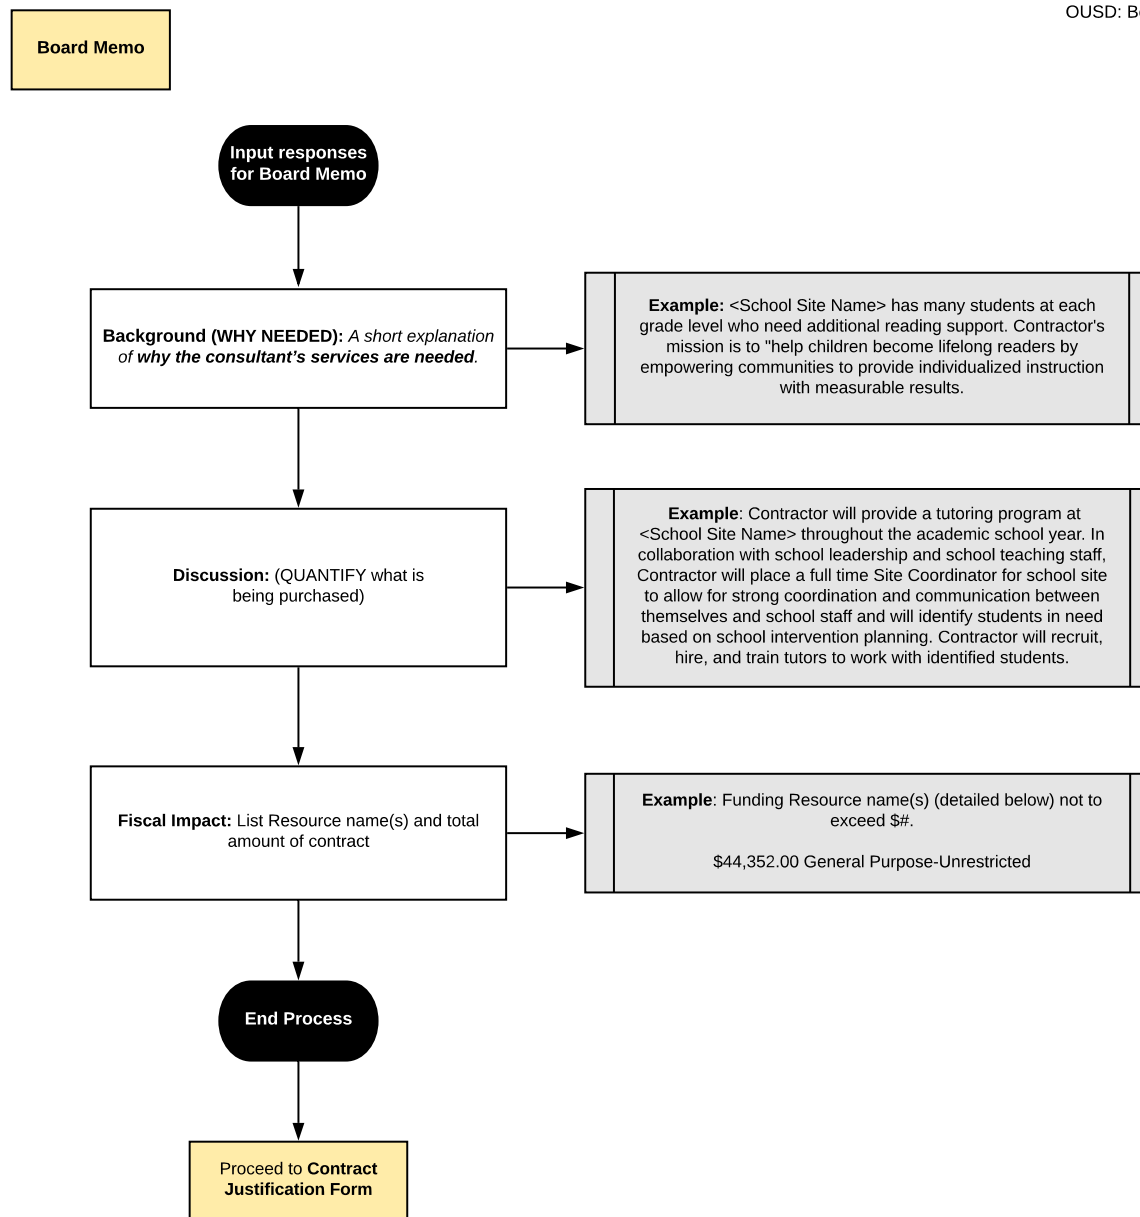 OUSD:
Board Memo
Input responses
for Board Memo
Background (WHY NEEDED): A short explanation
of why the consultant's services are needed.
Example: <School Site Name> has many students at each
grade level who need additional reading support. Contractor's
mission is to "help children become lifelong readers by
empowering communities to provide individualized instruction
with measurable results.
Discussion: (QUANTIFY what is
being purchased)
Example: Contractor will provide a tutoring program at
<School Site Name> throughout the academic school year. In
collaboration with school leadership and school teaching staff,
Contractor will place a full time Site Coordinator for school site
to allow for strong coordination and communication between
themselves and school staff and will identify students in need
based on school intervention planning. Contractor will recruit,
hire, and train tutors to work with identified students.
Fiscal Impact: List Resource name(s) and total
amount of contract
Example: Funding Resource name(s) (detailed below) not to
exceed $#.
$44,352.00 General Purpose-Unrestricted
End Process
Proceed to Contract
Justification Form